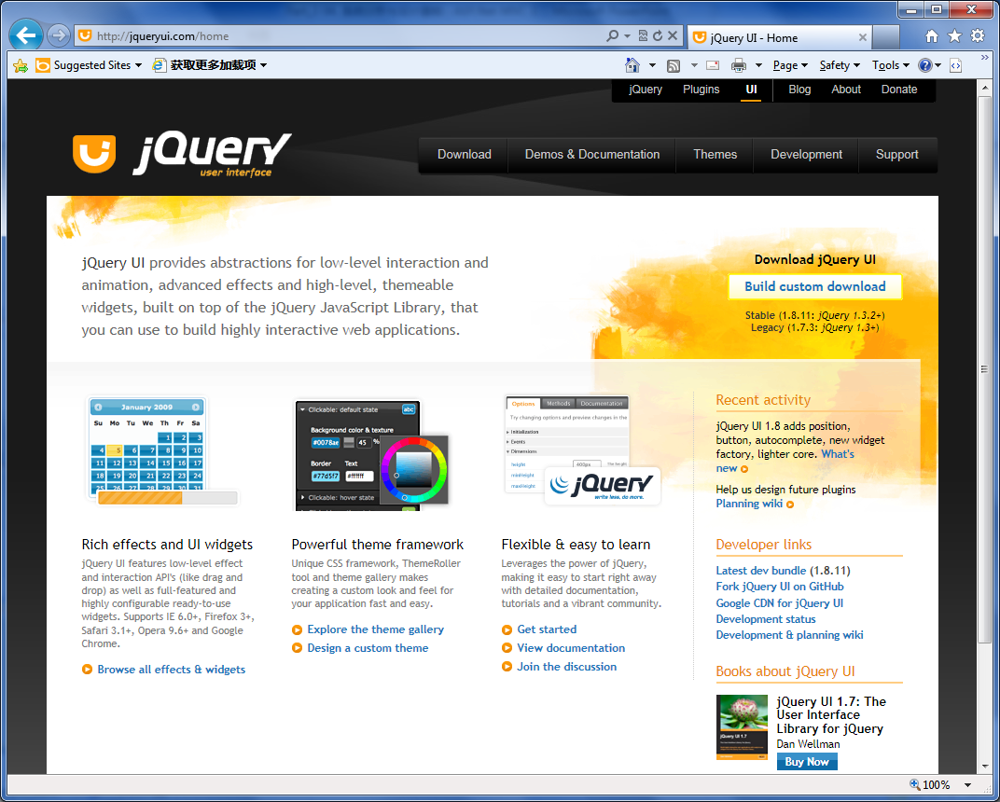 http://jqueryui.com/home
jQuery UI - Home
Suggested Sites
获取更多加载项
Page
Safety
Tools
jQuery Plugins UI Blog About Donate
jQuery
user interface
Download Demos & Documentation Themes Development Support
jQuery UI provides abstractions for low-level interaction and
animation, advanced effects and high-level, themeable
widgets, built on top of the jQuery JavaScript Library, that
you can use to build highly interactive web applications.
Download jQuery UI
Build custom download
Stable (1.8.11: jQuery 1.3.2+)
Legacy (1.7.3: jQuery 1.3+)
January 2009
Su Mo Tu We Th Fr Sa
1 2 3
4 5 6 7 8 9 10
11 12 13 14 15 16 17
18 19 20 21 22 23 24
25 26 27 28 29 30 31
Clickable: default state abc
Background color & texture
#0078ae 45 %
Border Text
#77d5f7 #ffffff
Clickable: hover state
Options Methods Documentation
Try changing options and preview changes in the
Initialization
Events
Dimensions
height 400px The height
minHeight
maxHeight
jQuery
write less, do more.
Rich effects and UI widgets
jQuery UI features low-level effect
and interaction API's (like drag and
drop) as well as full-featured and
highly configurable ready-to-use
widgets. Supports IE 6.0+, Firefox 3+,
Safari 3.1+, Opera 9.6+ and Google
Chrome.
Browse all effects & widgets
Powerful theme framework
Unique CSS framework, ThemeRoller
tool and theme gallery makes
creating a custom look and feel for
your application fast and easy.
Explore the theme gallery
Design a custom theme
Flexible & easy to learn
Leverages the power of jQuery,
making it easy to start right away
with detailed documentation,
tutorials and a vibrant community.
Get started
View documentation
Join the discussion
Recent activity
jQuery UI 1.8 adds position,
button, autocomplete, new widget
factory, lighter core. What's
new
Help us design future plugins
Planning wiki
Developer links
Latest dev bundle (1.8.11)
Fork jQuery UI on GitHub
Google CDN for jQuery UI
Development status
Development & planning wiki
Books about jQuery UI
jQuery UI 1.7
jQuery UI 1.7: The
User Interface
Library for jQuery
Dan Wellman
Buy Now
100%